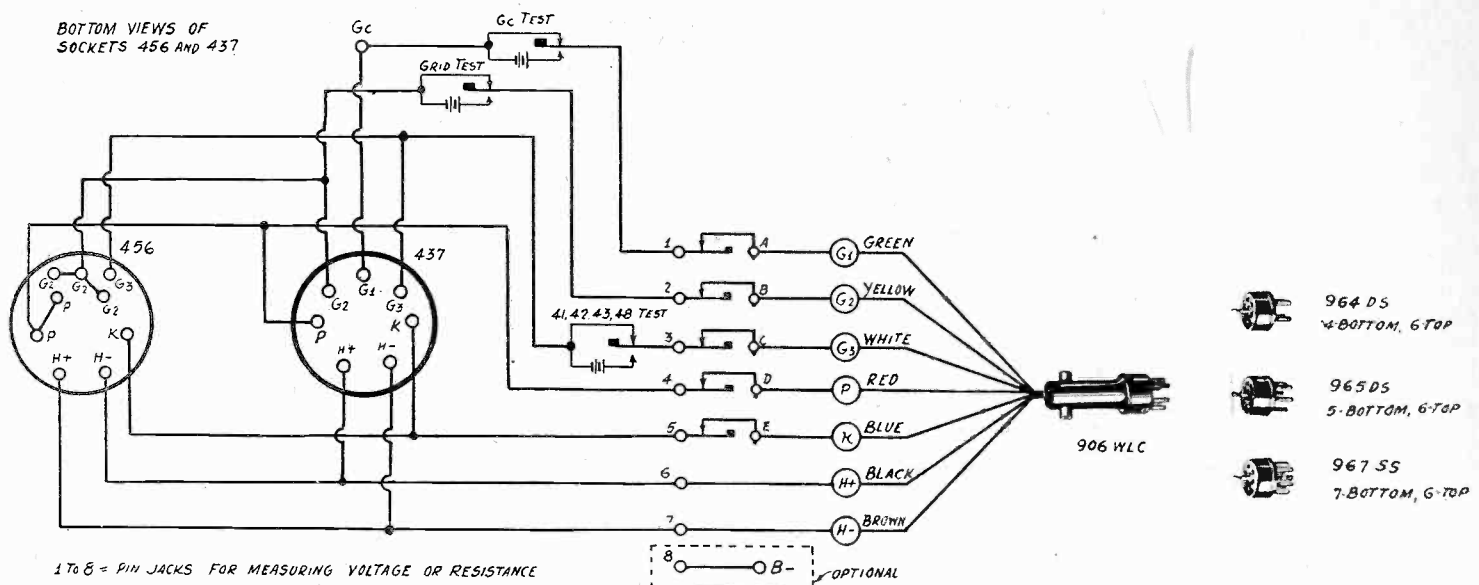 BOTTOM VIEWS OF
SOCKETS 456 AND 437
Gc
Gc TEST
GRID TEST
456
G2
G2
G3
G2
P
P
K
H+
H-
437
G2
G1
G3
P
K
H+
H-
41, 42, 43, 48 TEST
1
A
G1
GREEN
2
B
G2
YELLOW
3
C
G3
WHITE
4
D
P
RED
5
E
K
BLUE
6
H+
BLACK
7
H-
BROWN
8
B-
OPTIONAL
906 WLC
964 DS
4-BOTTOM, 6-TOP
965 DS
5-BOTTOM, 6-TOP
967 SS
7-BOTTOM, 6-TOP
1 TO 8 = PIN JACKS FOR MEASURING VOLTAGE OR RESISTANCE